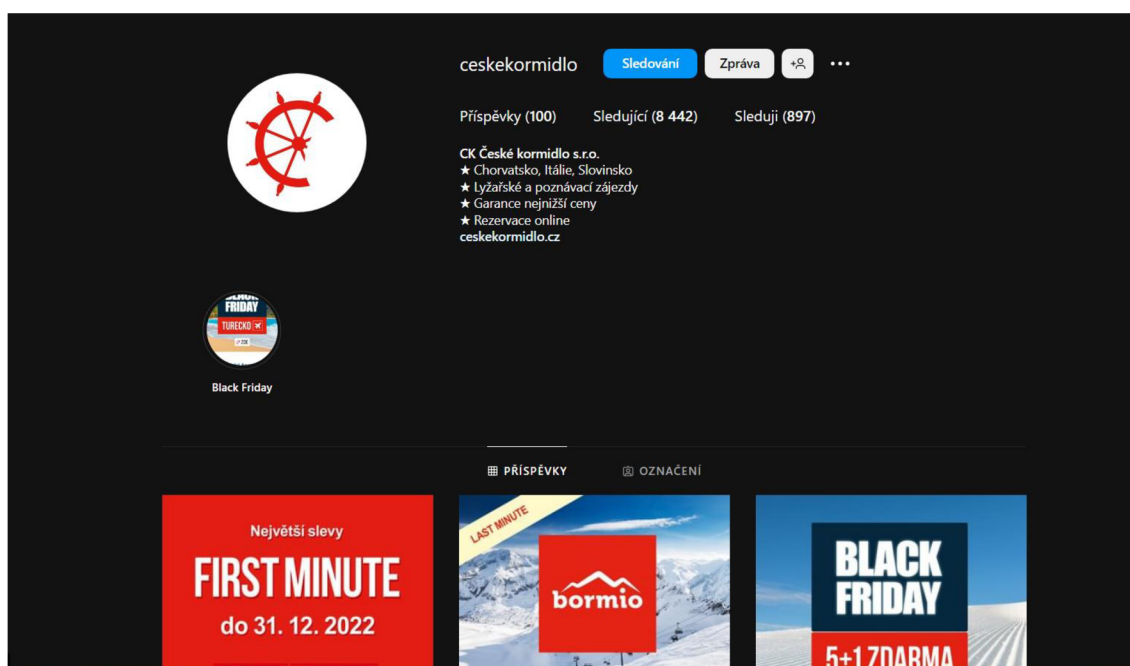 ceskekormidlo Sledování Zpráva
Příspěvky (100) Sledující (8 442) Sleduji (897)
CK České kormidlo s.r.o.
★ Chorvatsko, Itálie, Slovinsko
★ Lyžařské a poznávací zájezdy
★ Garance nejnižší ceny
★ Rezervace online
ceskekormidlo.cz
BLACK
FRIDAY
TURECKO
Black Friday
PŘÍSPĚVKY OZNAČENÍ
Největší slevy
FIRST MINUTE
do 31. 12. 2022
LAST MINUTE
bormio
BLACK
FRIDAY
5+1 ZDARMA